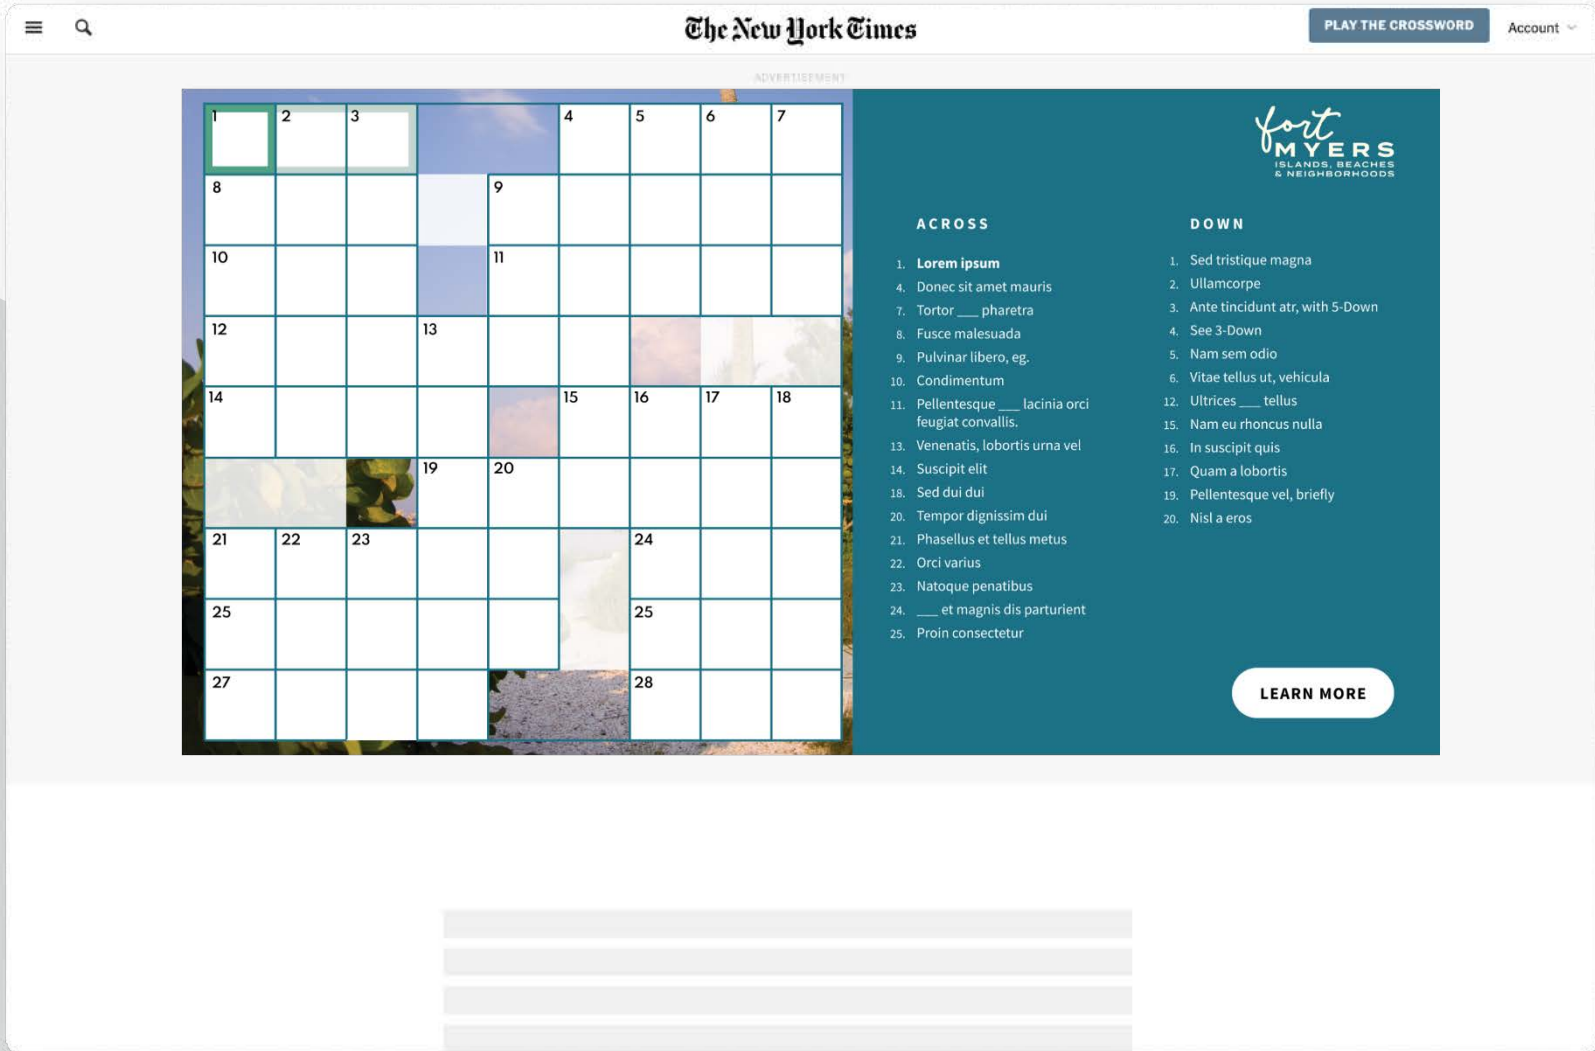 The New York Times
PLAY THE CROSSWORD
Account
ADVERTISEMENT
1 2 3 4 5 6 7
8 9
10 11
12 13
14 15 16 17 18
19 20
21 22 23 24
25 25
27 28
fort
MYERS
ISLANDS, BEACHES
& NEIGHBORHOODS
ACROSS
1. Lorem ipsum
4. Donec sit amet mauris
7. Tortor ___ pharetra
8. Fusce malesuada
9. Pulvinar libero, eg.
10. Condimentum
11. Pellentesque ___ lacinia orci
feugiat convallis.
13. Venenatis, lobortis urna vel
14. Suscipit elit
18. Sed dui dui
20. Tempor dignissim dui
21. Phasellus et tellus metus
22. Orci varius
23. Natoque penatibus
24. ___ et magnis dis parturient
25. Proin consectetur
DOWN
1. Sed tristique magna
2. Ullamcorpe
3. Ante tincidunt atr, with 5-Down
4. See 3-Down
5. Nam sem odio
6. Vitae tellus ut, vehicula
12. Ultrices ___ tellus
15. Nam eu rhoncus nulla
16. In suscipit quis
17. Quam a lobortis
19. Pellentesque vel, briefly
20. Nisl a eros
LEARN MORE